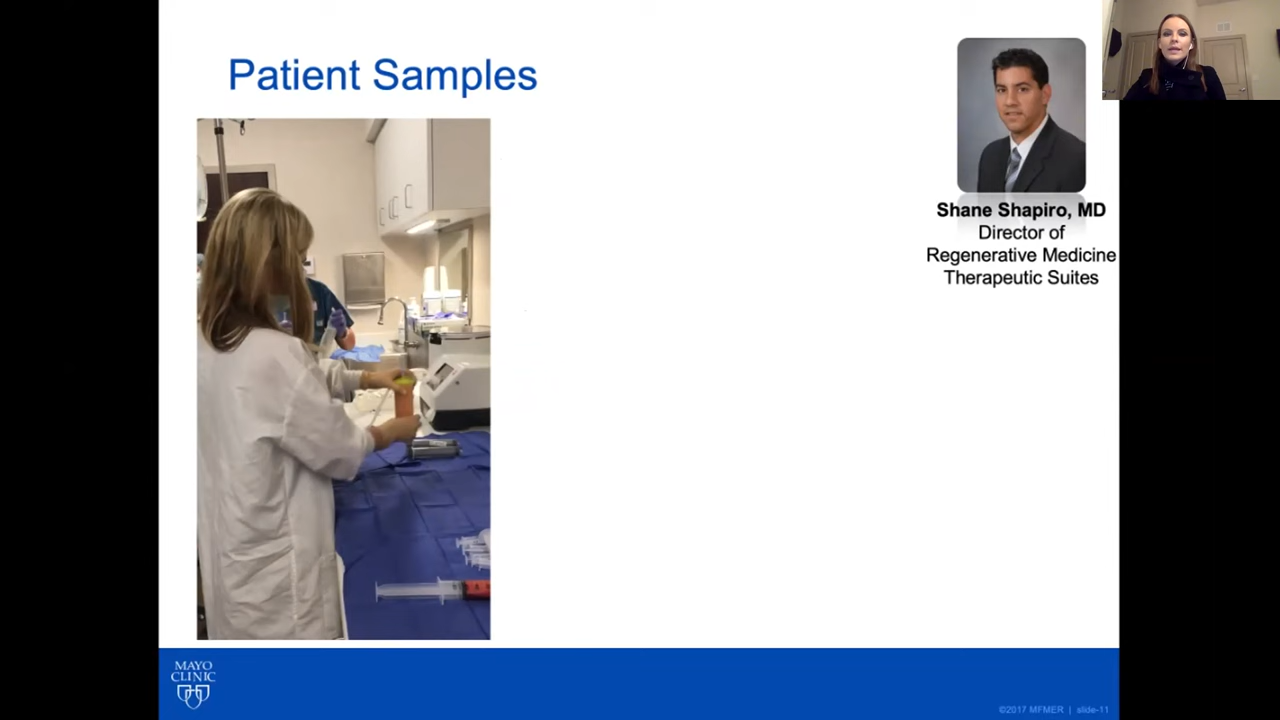 Patient Samples
Shane Shapiro, MD
Director of
Regenerative Medicine
Therapeutic Suites
MAYO
CLINIC
©2017 MFMER | slide-11